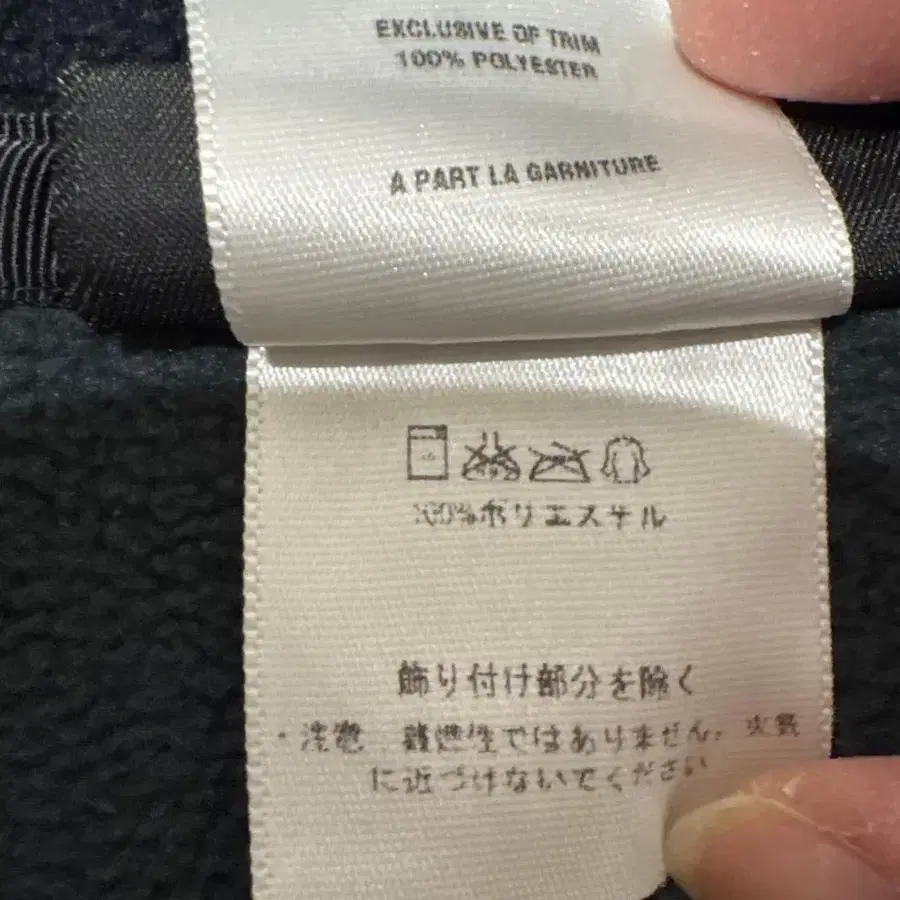 EXCLUSIVE OF TRIM
100% POLYESTER
A PART LA GARNITURE
100%ポリエステル
飾り付け部分を除く
・注意 難燃性ではありません。火気
に近づけないでください